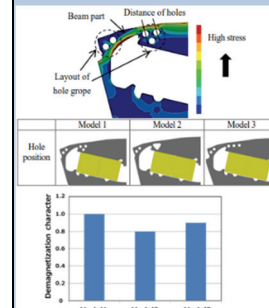 Distance of holes
Beam part
High stress
Layout of
hole grope
Model 1 Model 2 Model 3
Hole
position
Demagnetization character
1.2
1.0
0.8
0.6
0.4
0.2
0